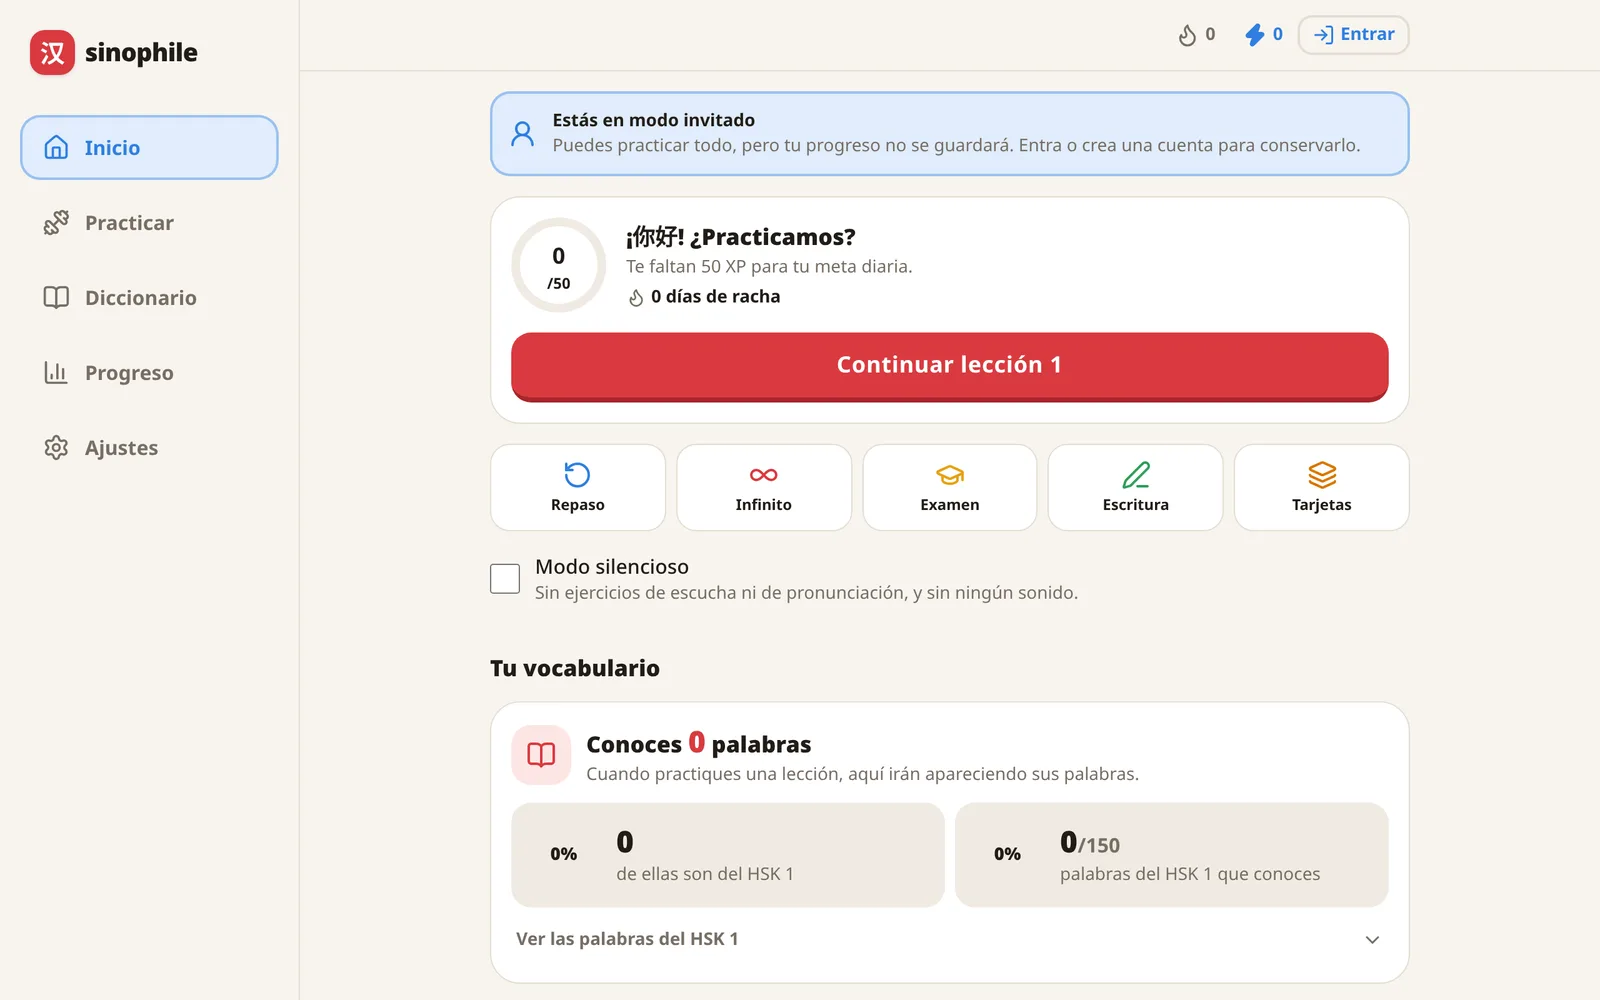 汉 sinophile
Inicio
Practicar
Diccionario
Progreso
Ajustes
0 0 Entrar
Estás en modo invitado
Puedes practicar todo, pero tu progreso no se guardará. Entra o crea una cuenta para conservarlo.
0
/50
¡你好! ¿Practicamos?
Te faltan 50 XP para tu meta diaria.
0 días de racha
Continuar lección 1
Repaso
Infinito
Examen
Escritura
Tarjetas
Modo silencioso
Sin ejercicios de escucha ni de pronunciación, y sin ningún sonido.
Tu vocabulario
Conoces 0 palabras
Cuando practiques una lección, aquí irán apareciendo sus palabras.
0%
0
de ellas son del HSK 1
0%
0/150
palabras del HSK 1 que conoces
Ver las palabras del HSK 1